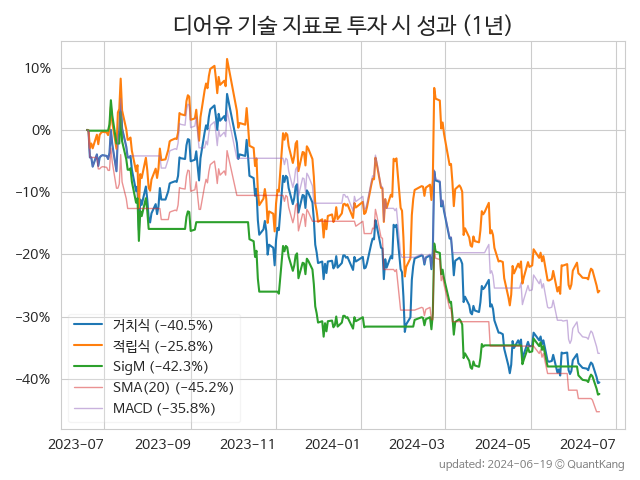 디어유 기술 지표로 투자 시 성과 (1년)
10%
0%
−10%
−20%
−30%
−40%
거치식 (−40.5%)
적립식 (−25.8%)
SigM (−42.3%)
SMA(20) (−45.2%)
MACD (−35.8%)
2023−07 2023−09 2023−11 2024−01 2024−03 2024−05 2024−07
updated: 2024−06−19 © QuantKang